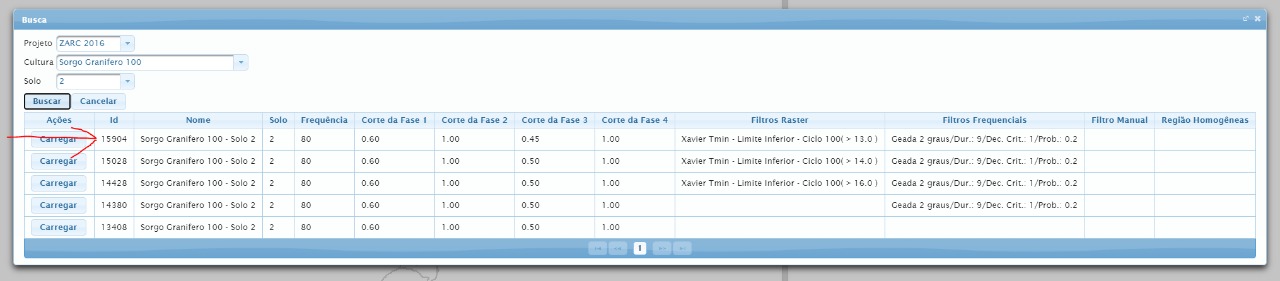 Busca
Projeto ZARC 2016
Cultura Sorgo Granifero 100
Solo 2
Buscar Cancelar
Ações Id Nome Solo Frequência Corte da Fase 1 Corte da Fase 2 Corte da Fase 3 Corte da Fase 4 Filtros Raster Filtros Frequenciais Filtro Manual Região Homogêneas
Carregar 15904 Sorgo Granifero 100 - Solo 2 2 80 0.60 1.00 0.45 1.00 Xavier Tmin - Limite Inferior - Ciclo 100( > 13.0 ) Geada 2 graus/Dur.: 9/Dec. Crit.: 1/Prob.: 0.2
Carregar 15028 Sorgo Granifero 100 - Solo 2 2 80 0.60 1.00 0.50 1.00 Xavier Tmin - Limite Inferior - Ciclo 100( > 14.0 ) Geada 2 graus/Dur.: 9/Dec. Crit.: 1/Prob.: 0.2
Carregar 14428 Sorgo Granifero 100 - Solo 2 2 80 0.60 1.00 0.50 1.00 Xavier Tmin - Limite Inferior - Ciclo 100( > 16.0 ) Geada 2 graus/Dur.: 9/Dec. Crit.: 1/Prob.: 0.2
Carregar 14380 Sorgo Granifero 100 - Solo 2 2 80 0.60 1.00 0.50 1.00 Geada 2 graus/Dur.: 9/Dec. Crit.: 1/Prob.: 0.2
Carregar 13408 Sorgo Granifero 100 - Solo 2 2 80 0.60 1.00 0.50 1.00
1